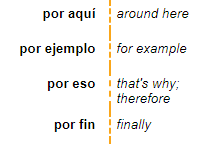 por aquí around here
por ejemplo for example
por eso that's why;
therefore
por fin finally